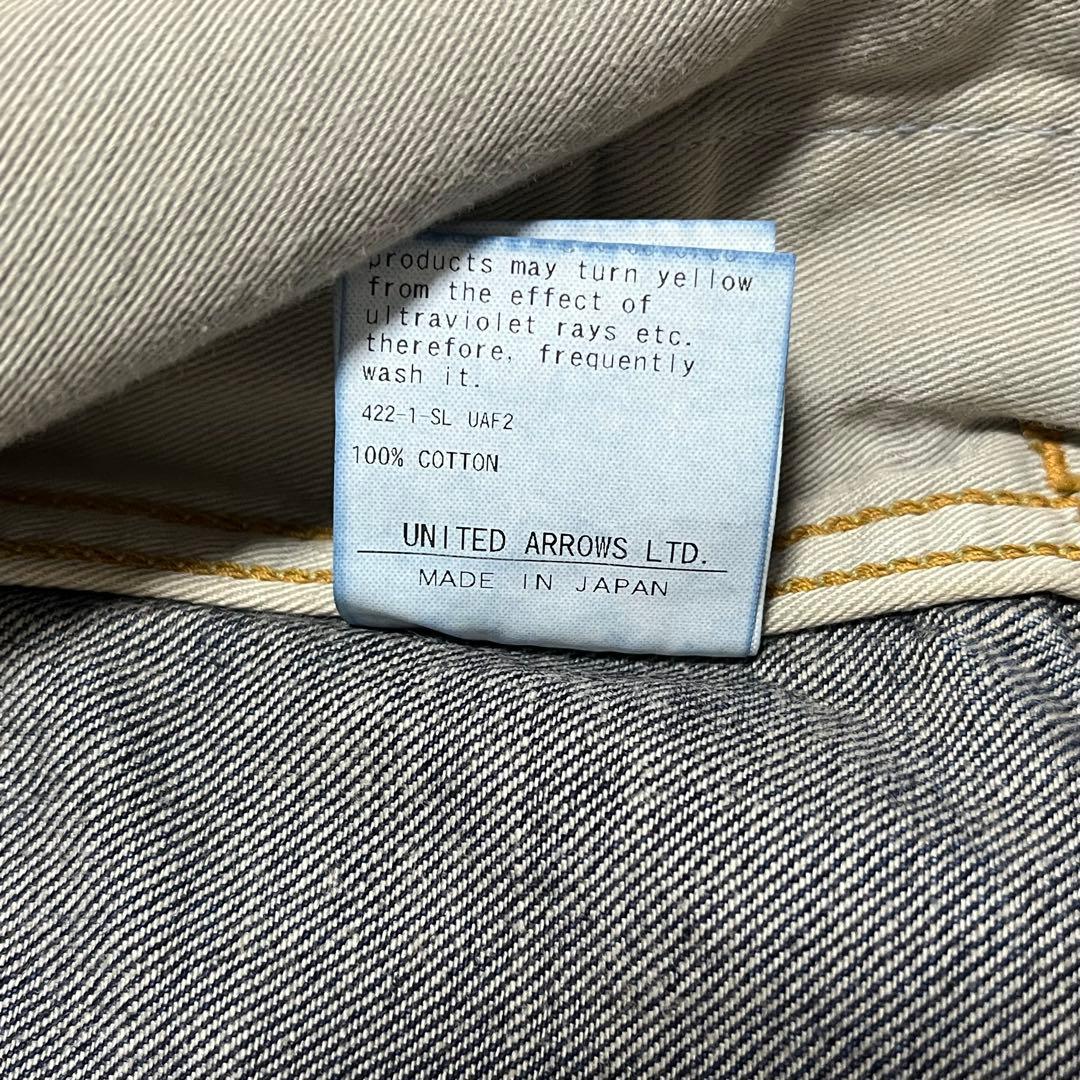 products may turn yellow
from the effect of
ultraviolet rays etc.
therefore, frequently
wash it.
422-1-SL UAF2
100% COTTON
UNITED ARROWS LTD.
MADE IN JAPAN